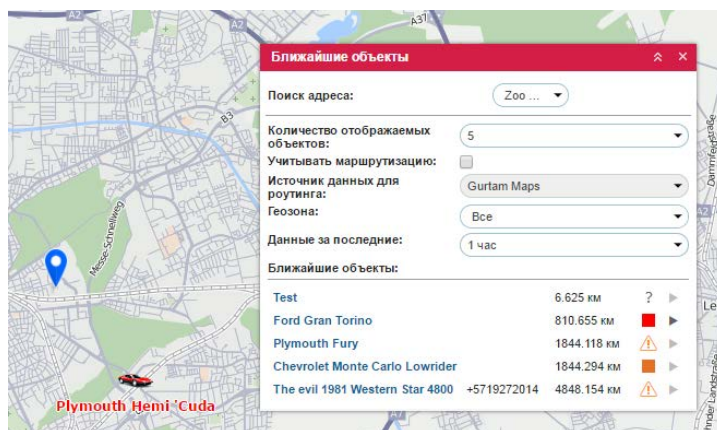 A2
A37
Ближайшие объекты
Поиск адреса: Zoo ...
Количество отображаемых объектов: 5
Учитывать маршрутизацию:
Источник данных для роутинга: Gurtam Maps
Геозона: Все
Данные за последние: 1 час
Ближайшие объекты:
Test 6.625 км ?
Ford Gran Torino 810.655 км
Plymouth Fury 1844.118 км
Chevrolet Monte Carlo Lowrider 1844.294 км
The evil 1981 Western Star 4800 +5719272014 4848.154 км
A2
B3
Messe-Schnellweg
Plymouth Hemi 'Cuda
A2
Le